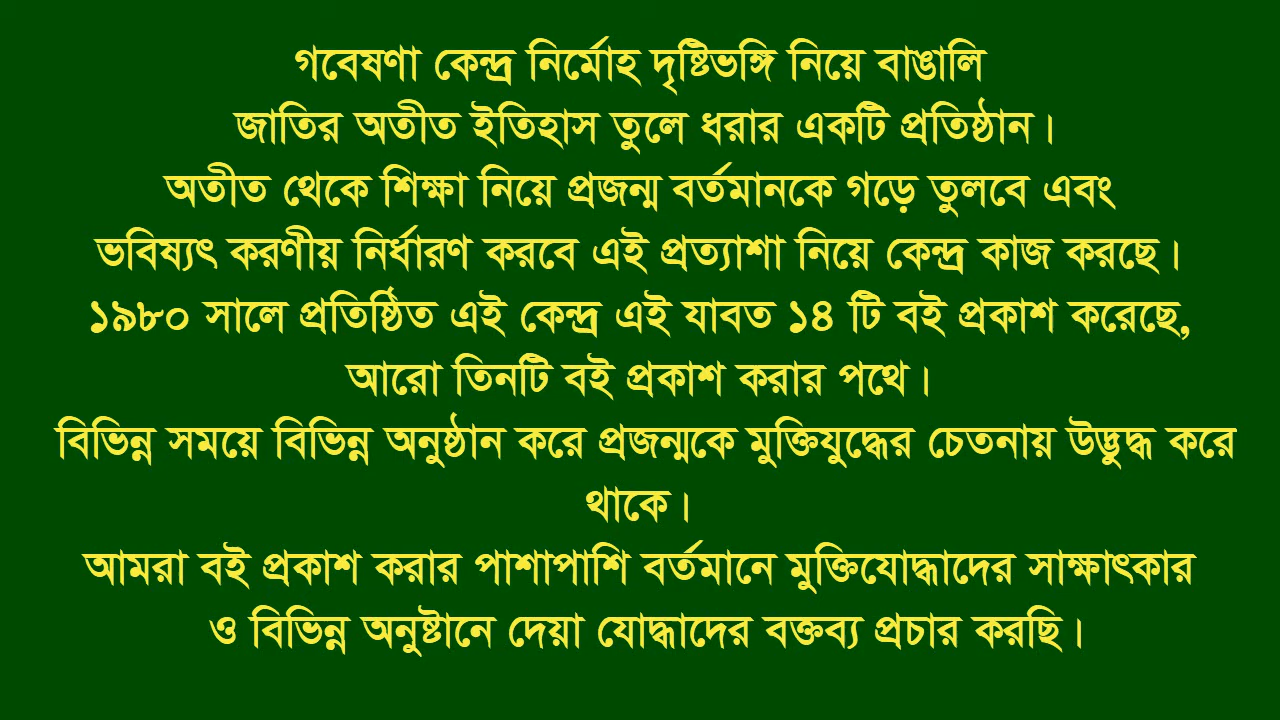 গবেষণা কেন্দ্র নির্মোহ দৃষ্টিভঙ্গি নিয়ে বাঙালি
জাতির অতীত ইতিহাস তুলে ধরার একটি প্রতিষ্ঠান।
অতীত থেকে শিক্ষা নিয়ে প্রজন্ম বর্তমানকে গড়ে তুলবে এবং
ভবিষ্যৎ করণীয় নির্ধারণ করবে এই প্রত্যাশা নিয়ে কেন্দ্র কাজ করছে।
১৯৮০ সালে প্রতিষ্ঠিত এই কেন্দ্র এই যাবত ১৪ টি বই প্রকাশ করেছে,
আরো তিনটি বই প্রকাশ করার পথে।
বিভিন্ন সময়ে বিভিন্ন অনুষ্ঠান করে প্রজন্মকে মুক্তিযুদ্ধের চেতনায় উদ্ভুদ্ধ করে
থাকে।
আমরা বই প্রকাশ করার পাশাপাশি বর্তমানে মুক্তিযোদ্ধাদের সাক্ষাৎকার
ও বিভিন্ন অনুষ্টানে দেয়া যোদ্ধাদের বক্তব্য প্রচার করছি।